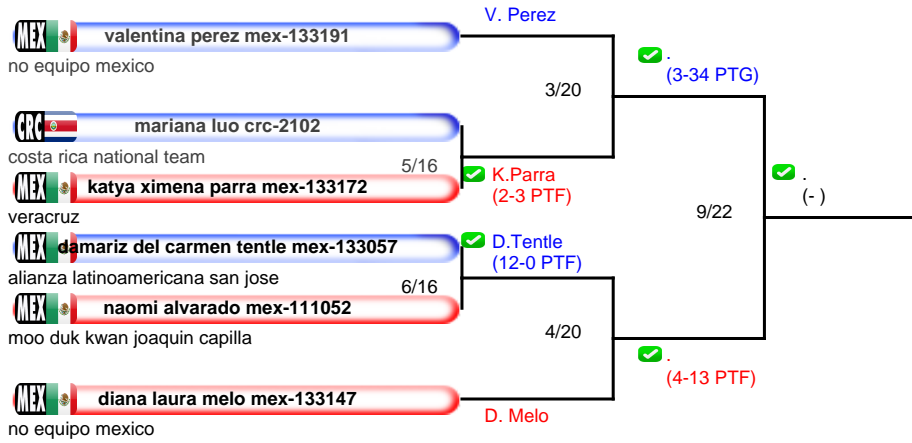 V. Perez
MEX valentina perez mex-133191
no equipo mexico
.
(3-34 PTG)
3/20
CRC mariana luo crc-2102
costa rica national team
5/16
MEX katya ximena parra mex-133172
K.Parra
(2-3 PTF)
veracruz
.
(- )
9/22
MEX damariz del carmen tentle mex-133057
D.Tentle
(12-0 PTF)
alianza latinoamericana san jose
6/16
MEX naomi alvarado mex-111052
moo duk kwan joaquin capilla
4/20
.
(4-13 PTF)
MEX diana laura melo mex-133147
D. Melo
no equipo mexico